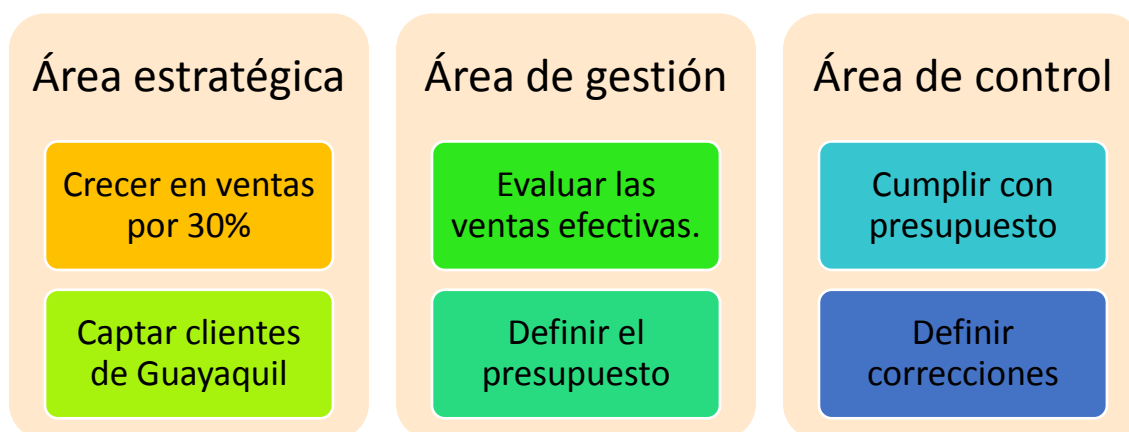 Área estratégica
Crecer en ventas
por 30%
Captar clientes
de Guayaquil
Área de gestión
Evaluar las
ventas efectivas.
Definir el
presupuesto
Área de control
Cumplir con
presupuesto
Definir
correcciones